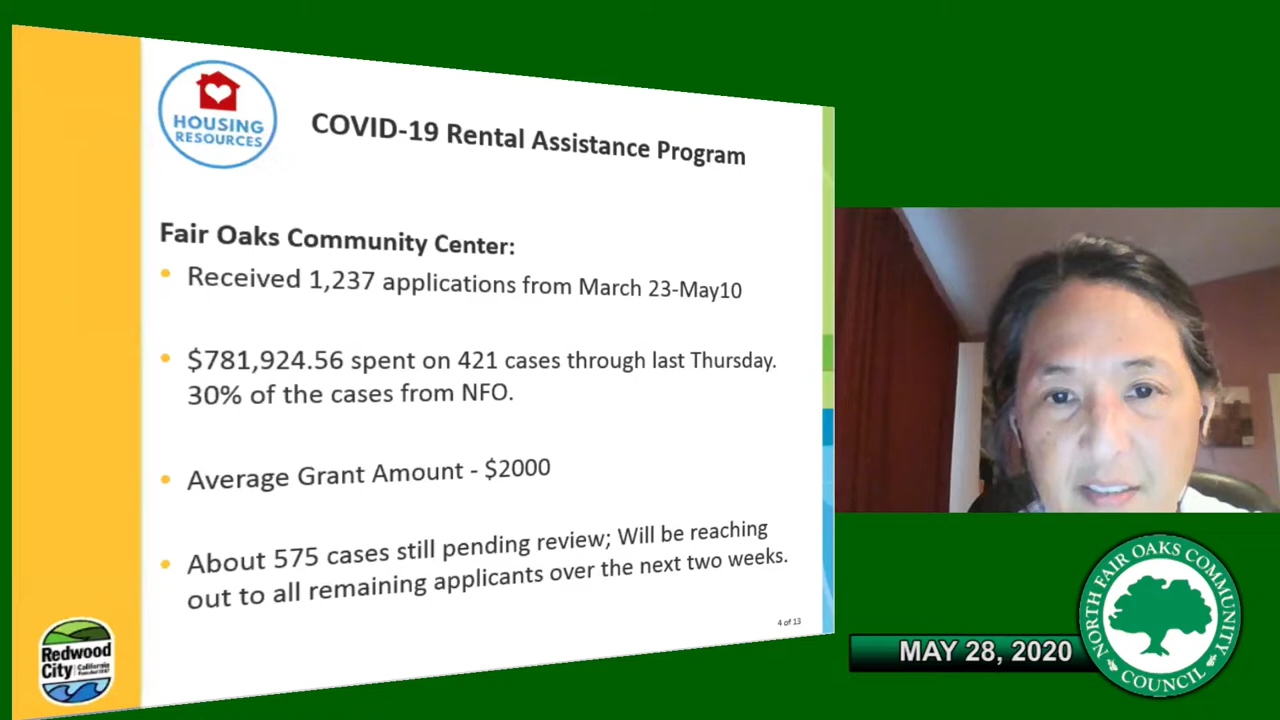 HOUSING
RESOURCES
COVID-19 Rental Assistance Program
Fair Oaks Community Center:
• Received 1,237 applications from March 23-May10
• $781,924.56 spent on 421 cases through last Thursday.
30% of the cases from NFO.
• Average Grant Amount - $2000
• About 575 cases still pending review; Will be reaching
out to all remaining applicants over the next two weeks.
4 of 13
Redwood
City
California
MAY 28, 2020
NORTH FAIR OAKS COMMUNITY
COUNCIL